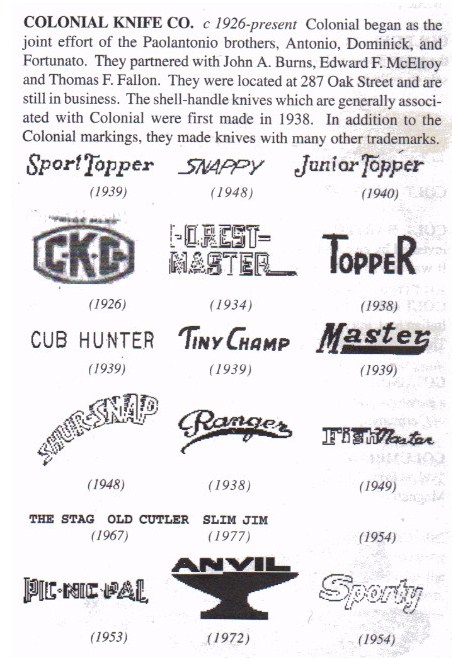 COLONIAL KNIFE CO. c 1926-present Colonial began as the
joint effort of the Paolantonio brothers, Antonio, Dominick, and
Fortunato. They partnered with John A. Burns, Edward F. McElroy
and Thomas F. Fallon. They were located at 287 Oak Street and are
still in business. The shell-handle knives which are generally associ-
ated with Colonial were first made in 1938. In addition to the
Colonial markings, they made knives with many other trademarks.
Sport Topper SNAPPY Junior Topper
(1939) (1948) (1940)
C·K·C· FOREST-MASTER TOPPER
(1926) (1934) (1938)
CUB HUNTER TINY CHAMP Master
(1939) (1939) (1939)
SHUR-SNAP Ranger FISH Master
(1948) (1938) (1949)
THE STAG OLD CUTLER SLIM JIM
(1967) (1977) (1954)
PIC-NIC-PAL ANVIL Sporty
(1953) (1972) (1954)